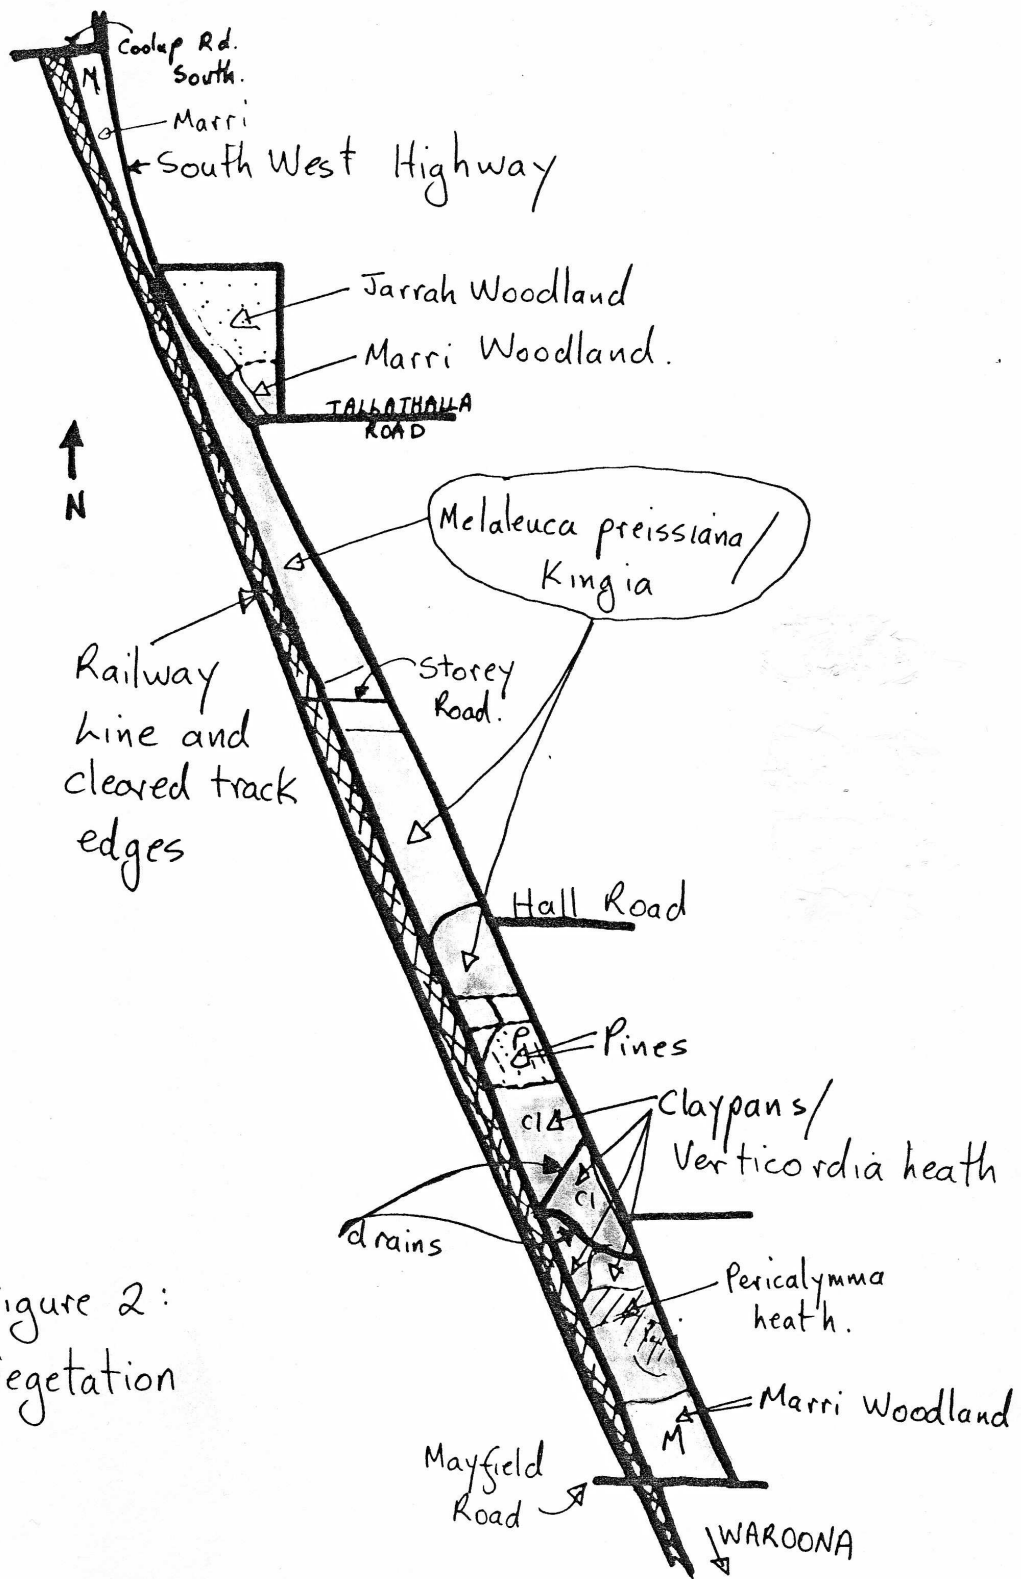 Coolup Rd.
South.
M
Marri
South West Highway
Jarrah Woodland
Marri Woodland.
TALLATHALLA
ROAD
N
Melaleuca preissiana/
Kingia
Railway
Line and
cleared track
edges
Storey
Road.
Hall Road
P
Pines
Cl
Claypans/
Verticordia heath
Cl
drains
Pericalymma
heath.
igure 2:
egetation
Marri Woodland
M
Mayfield
Road
WAROONA